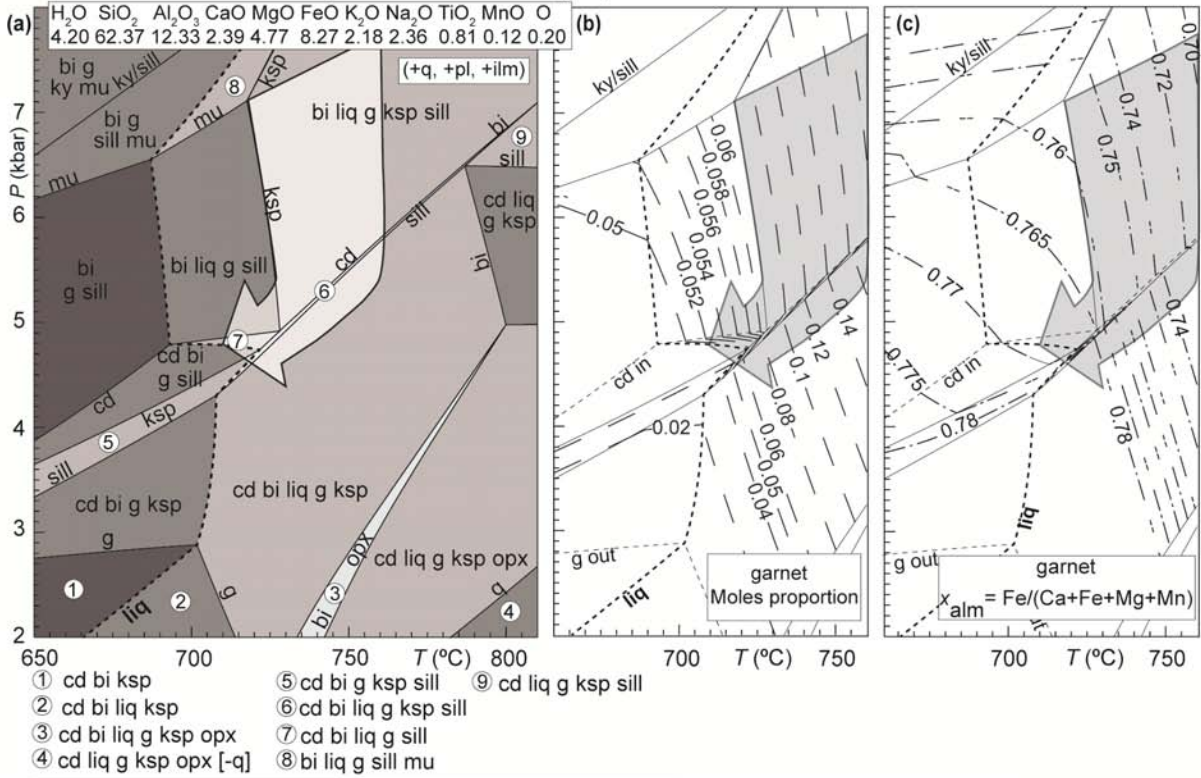 (a)
H₂O SiO₂ Al₂O₃ CaO MgO FeO K₂O Na₂O TiO₂ MnO O
4.20 62.37 12.33 2.39 4.77 8.27 2.18 2.36 0.81 0.12 0.20
(+q, +pl, +ilm)
bi g
ky mu
ky/sill
bi g
sill mu
mu
8
mu
ksp
bi liq g ksp sill
bi
9
sill
cd liq
g ksp
bi
bi
g sill
bi liq g sill
ksp
cd
sill
6
7
cd bi
g sill
cd
ksp
5
sill
cd bi g ksp
g
cd bi liq g ksp
cd liq g ksp opx
opx
3
bi
q
4
1
liq
2
g
P (kbar)
7
6
5
4
3
2
650
700
750
T (ºC)
800
(b)
ky/sill
0.06
0.058
0.056
0.054
0.052
0.05
0.14
0.12
0.1
0.08
0.06
0.05
0.04
0.02
cd in
g out
liq
garnet
Moles proportion
700
T (ºC)
750
(c)
ky/sill
0.72
0.74
0.75
0.76
0.765
0.77
0.775
0.78
0.74
0.78
cd in
g out
liq
garnet
x alm = Fe/(Ca+Fe+Mg+Mn)
700
T (ºC)
750
1 cd bi ksp
2 cd bi liq ksp
3 cd bi liq g ksp opx
4 cd liq g ksp opx [-q]
5 cd bi g ksp sill
6 cd bi liq g ksp sill
7 cd bi liq g sill
8 bi liq g sill mu
9 cd liq g ksp sill